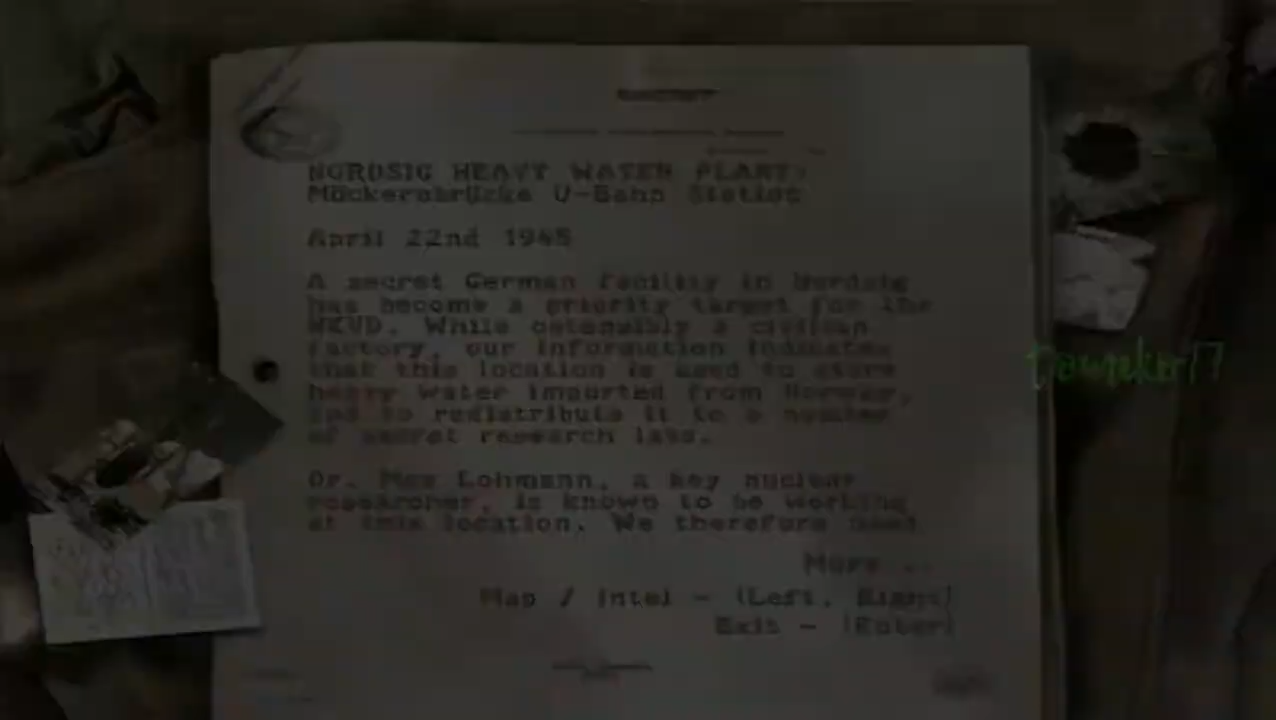 NORDSIG HEAVY WATER PLANT:
Möckernbrücke U-Bahn Station
April 22nd 1945
A secret German facility in Nordsig
has become a priority target for the
NKVD. While ostensibly a civilian
factory, our information indicates
that this location is used to store
heavy water imported from Norway,
and to redistribute it to a number
of secret research labs.
Dr. Max Lohmann, a key nuclear
researcher, is known to be working
at this location. We therefore
More ..
Map / Intel - (Left, Right)
Exit - (Enter)